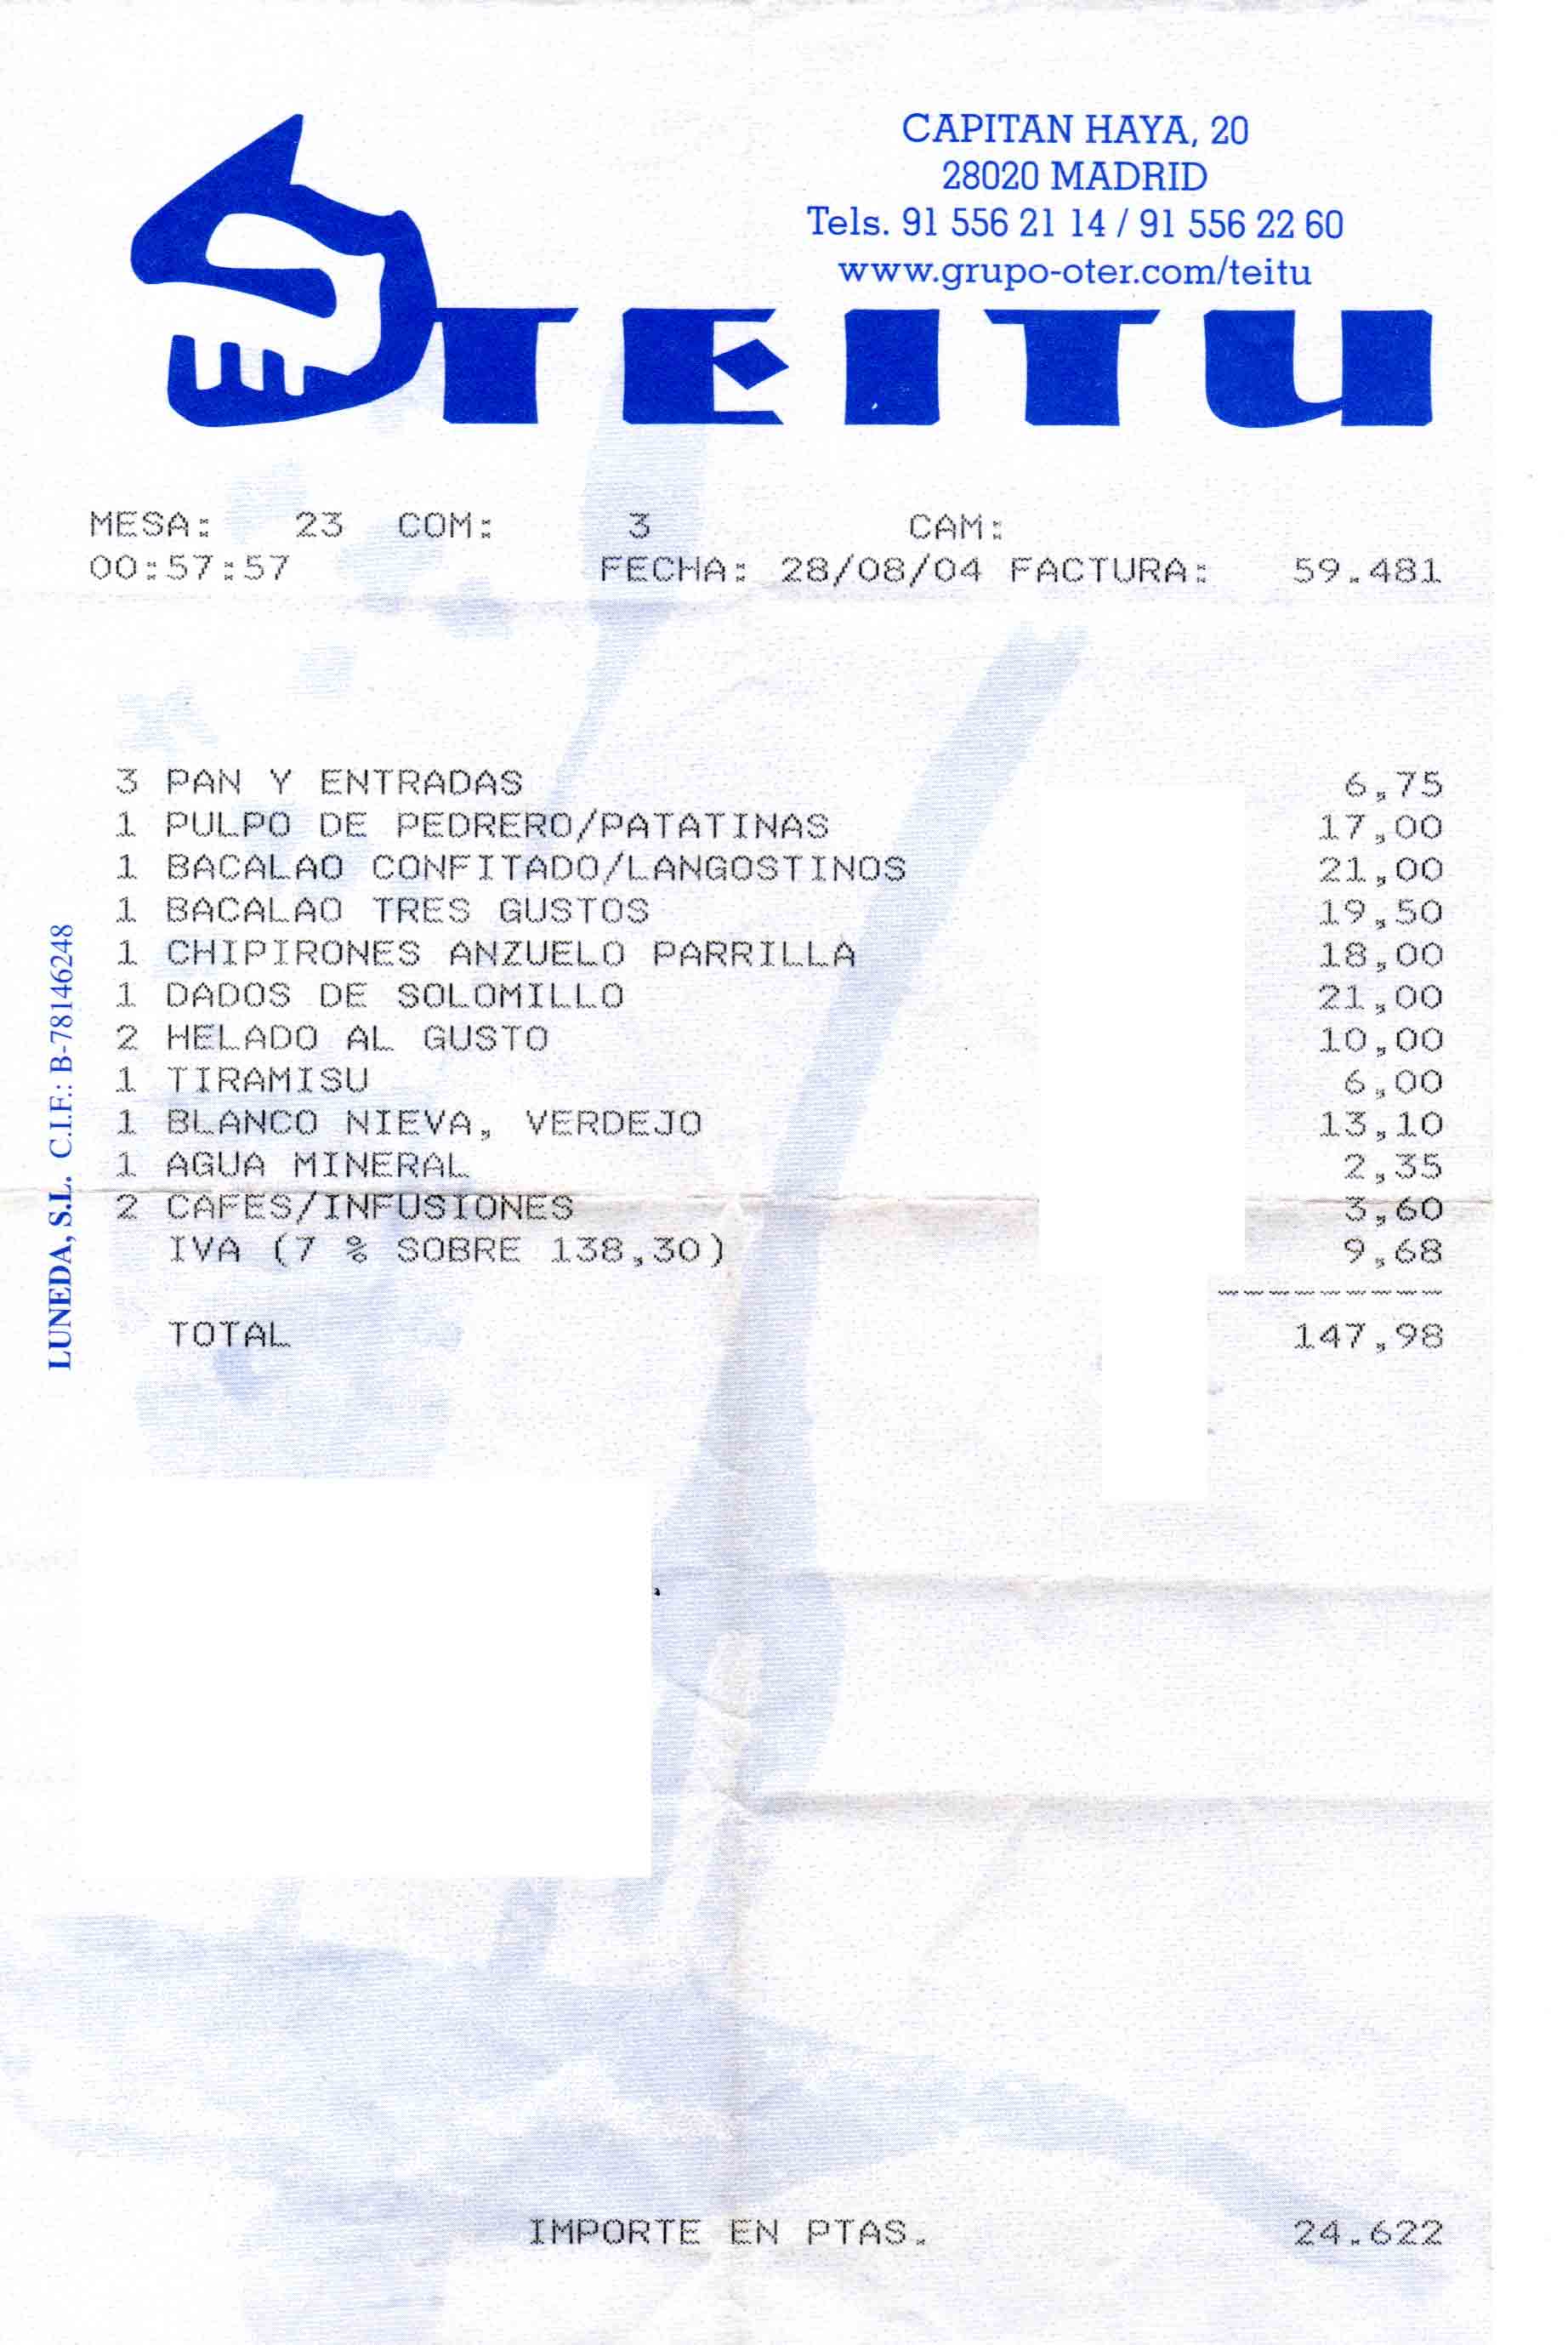 CAPITAN HAYA, 20
28020 MADRID
Tels. 91 556 21 14 / 91 556 22 60
www.grupo-oter.com/teitu
TEITU
MESA: 23 COM: 3 CAM:
00:57:57 FECHA: 28/08/04 FACTURA: 59.481
3 PAN Y ENTRADAS 6,75
1 PULPO DE PEDRERO/PATATINAS 17,00
1 BACALAO CONFITADO/LANGOSTINOS 21,00
1 BACALAO TRES GUSTOS 19,50
1 CHIPIRONES ANZUELO PARRILLA 18,00
1 DADOS DE SOLOMILLO 21,00
2 HELADO AL GUSTO 10,00
1 TIRAMISU 6,00
1 BLANCO NIEVA, VERDEJO 13,10
1 AGUA MINERAL 2,35
2 CAFES/INFUSIONES 3,60
IVA (7 % SOBRE 138,30) 9,68
----------
TOTAL 147,98
LUNEDA, S.L. C.I.F.: B-78146248
IMPORTE EN PTAS. 24.622